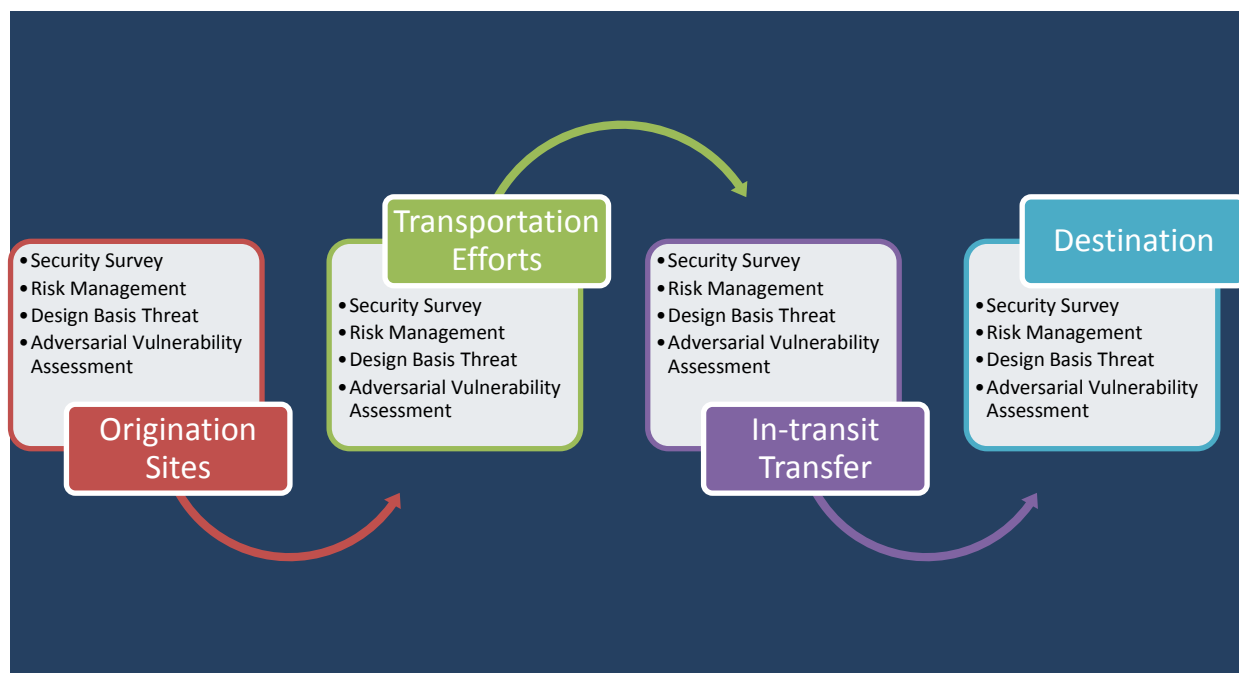 • Security Survey
• Risk Management
• Design Basis Threat
• Adversarial Vulnerability
Assessment
Origination
Sites
Transportation
Efforts
• Security Survey
• Risk Management
• Design Basis Threat
• Adversarial Vulnerability
Assessment
• Security Survey
• Risk Management
• Design Basis Threat
• Adversarial Vulnerability
Assessment
In-transit
Transfer
Destination
• Security Survey
• Risk Management
• Design Basis Threat
• Adversarial Vulnerability
Assessment